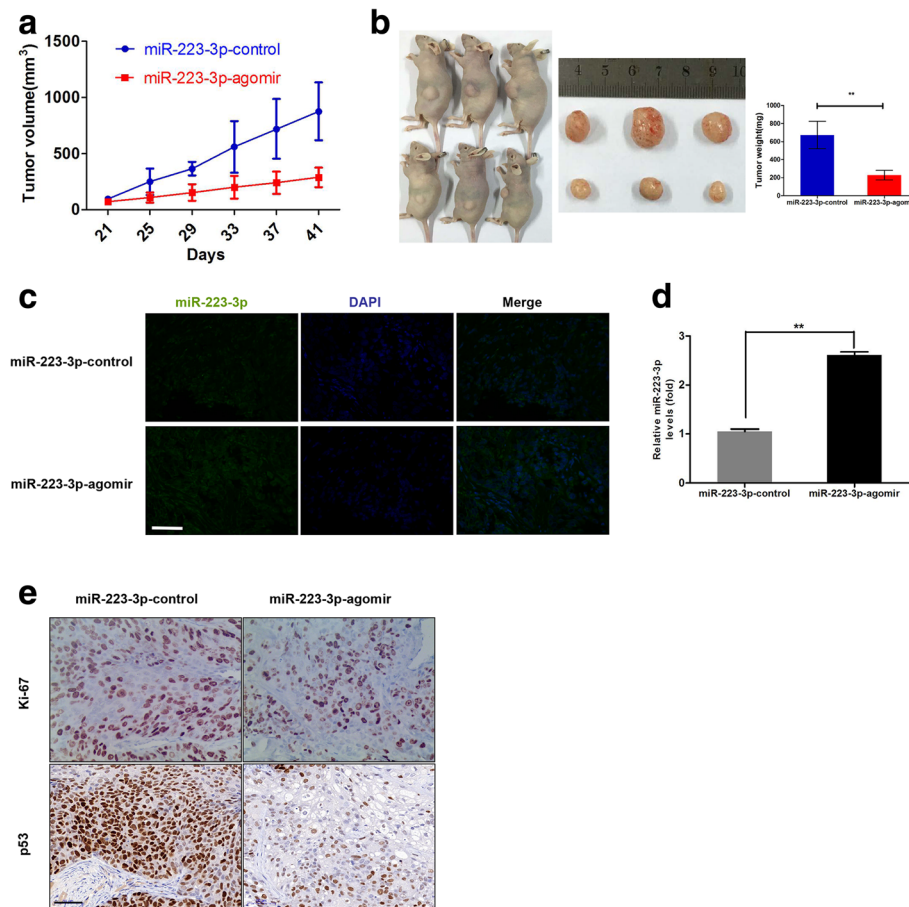 a
1500
1000
500
0
Tumor volume(mm3)
miR-223-3p-control
miR-223-3p-agomir
21 25 29 33 37 41
Days
b
4 5 6 7 8 9 10
1000
800
600
400
200
0
Tumor weight(mg)
**
miR-223-3p-control miR-223-3p-agom
c
miR-223-3p DAPI Merge
miR-223-3p-control
miR-223-3p-agomir
d
3
2
1
0
Relative miR-223-3p
levels (fold)
**
miR-223-3p-control miR-223-3p-agomir
e
miR-223-3p-control miR-223-3p-agomir
Ki-67
p53